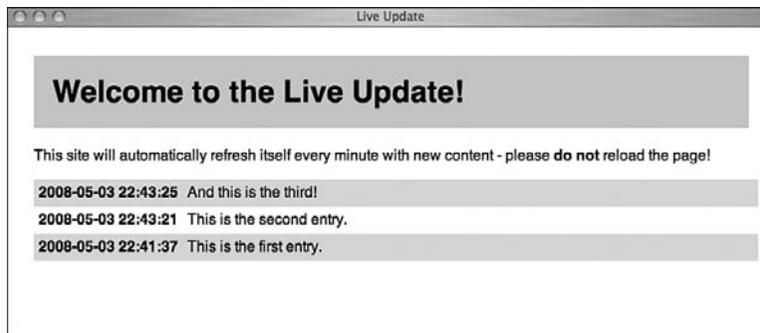 Live Update
Welcome to the Live Update!
This site will automatically refresh itself every minute with new content - please do not reload the page!
2008-05-03 22:43:25 And this is the third!
2008-05-03 22:43:21 This is the second entry.
2008-05-03 22:41:37 This is the first entry.